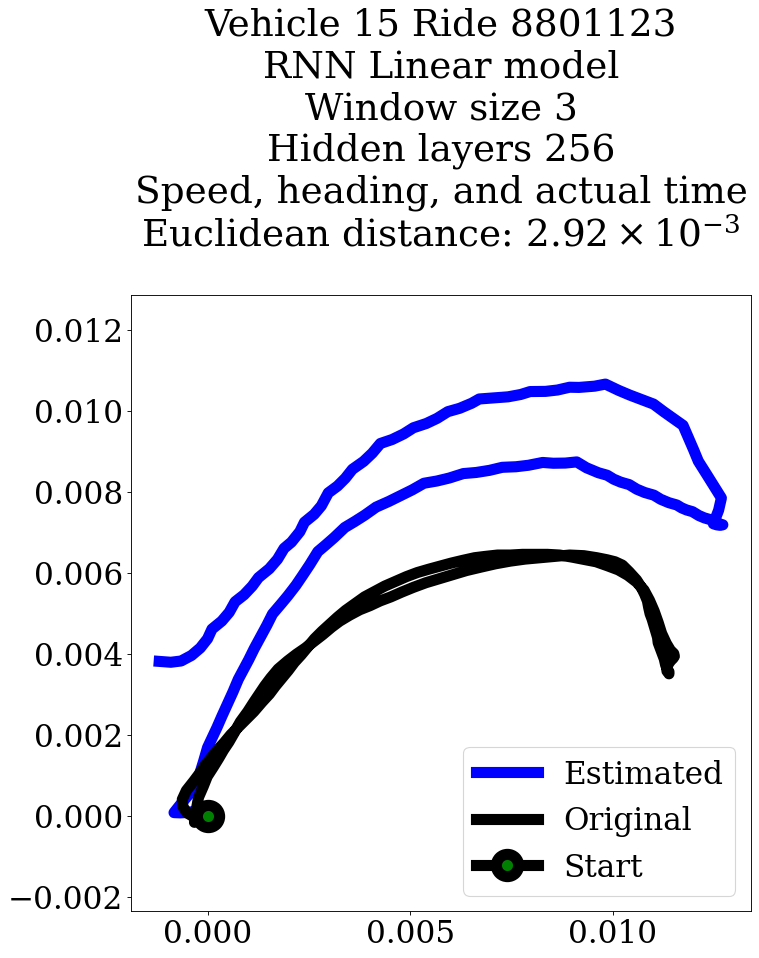 Vehicle 15 Ride 8801123
RNN Linear model
Window size 3
Hidden layers 256
Speed, heading, and actual time
Euclidean distance: 2.92 × 10⁻³
0.012
0.010
0.008
0.006
0.004
0.002
0.000
−0.002
Estimated
Original
Start
0.000 0.005 0.010